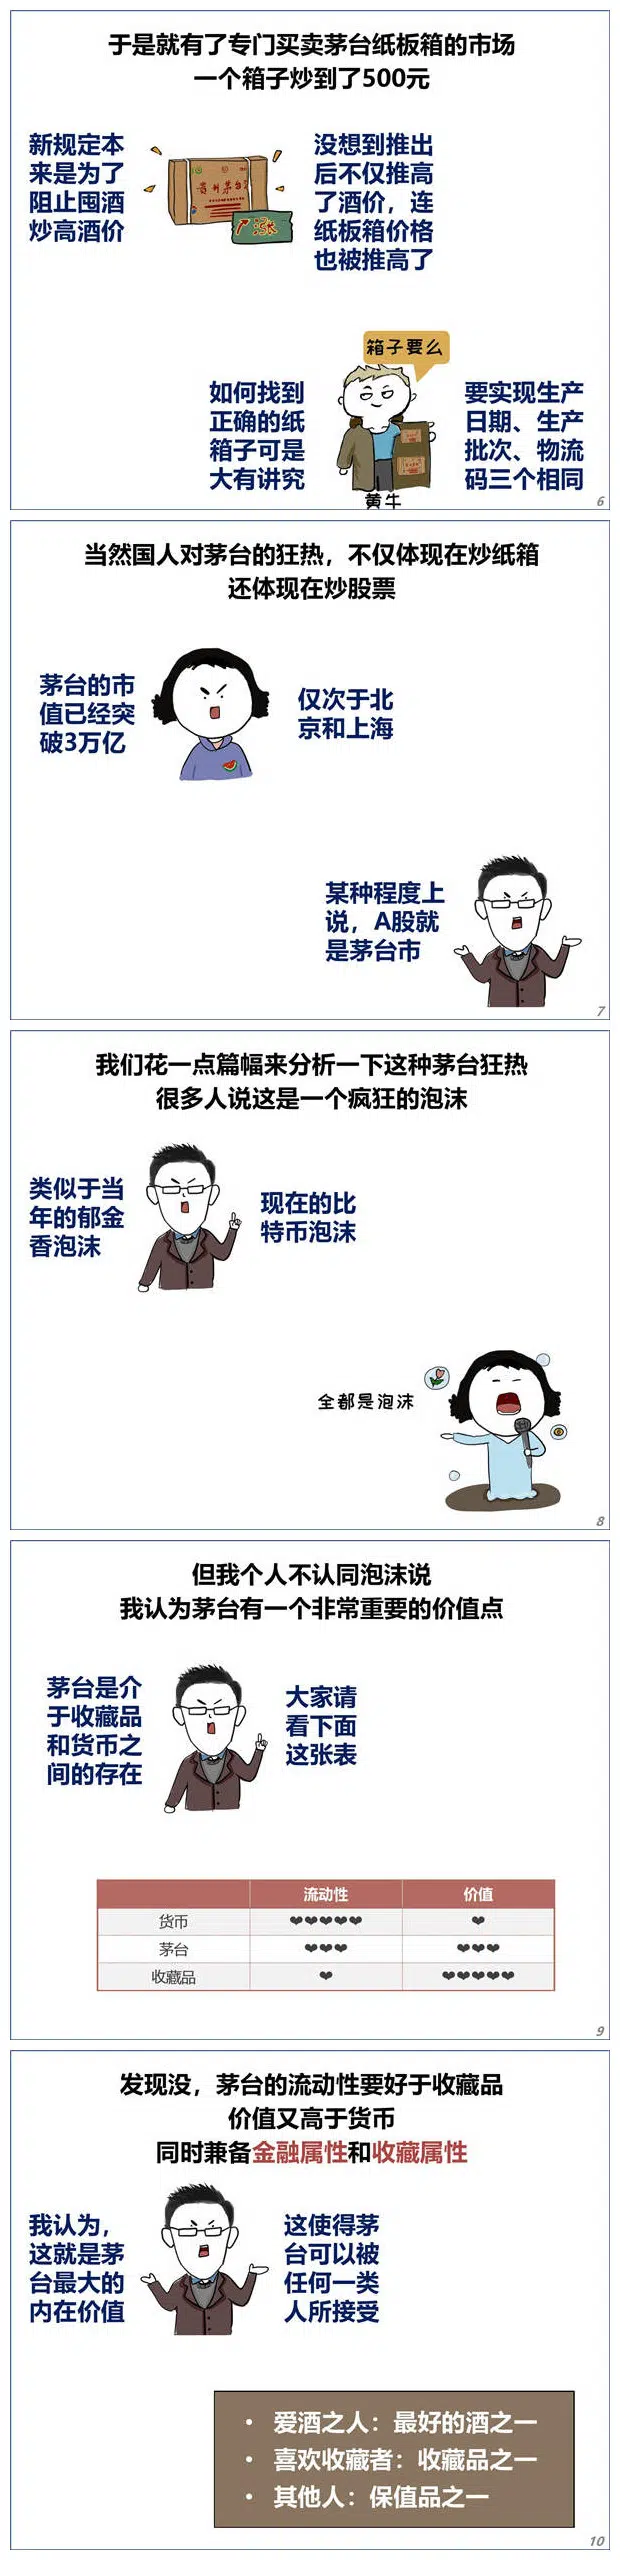 于是就有了专门买卖茅台纸板箱的市场
一个箱子炒到了500元
新规定本
来是为了
阻止囤酒
炒高酒价
贵州茅台酒
涨
没想到推出
后不仅推高
了酒价，连
纸板箱价格
也被推高了
箱子要么
如何找到
正确的纸
箱子可是
大有讲究
黄牛
要实现生产
日期、生产
批次、物流
码三个相同
6
当然国人对茅台的狂热，不仅体现在炒纸箱
还体现在炒股票
茅台的市
值已经突
破3万亿
仅次于北
京和上海
某种程度上
说，A股就
是茅台市
7
我们花一点篇幅来分析一下这种茅台狂热
很多人说这是一个疯狂的泡沫
类似于当
年的郁金
香泡沫
现在的比
特币泡沫
全都是泡沫
8
但我个人不认同泡沫说
我认为茅台有一个非常重要的价值点
茅台是介
于收藏品
和货币之
间的存在
大家请
看下面
这张表
流动性 价值
货币 ❤❤❤❤❤ ❤
茅台 ❤❤❤ ❤❤❤
收藏品 ❤ ❤❤❤❤❤
9
发现没，茅台的流动性要好于收藏品
价值又高于货币
同时兼备金融属性和收藏属性
我认为，
这就是茅
台最大的
内在价值
这使得茅
台可以被
任何一类
人所接受
• 爱酒之人：最好的酒之一
• 喜欢收藏者：收藏品之一
• 其他人：保值品之一
10